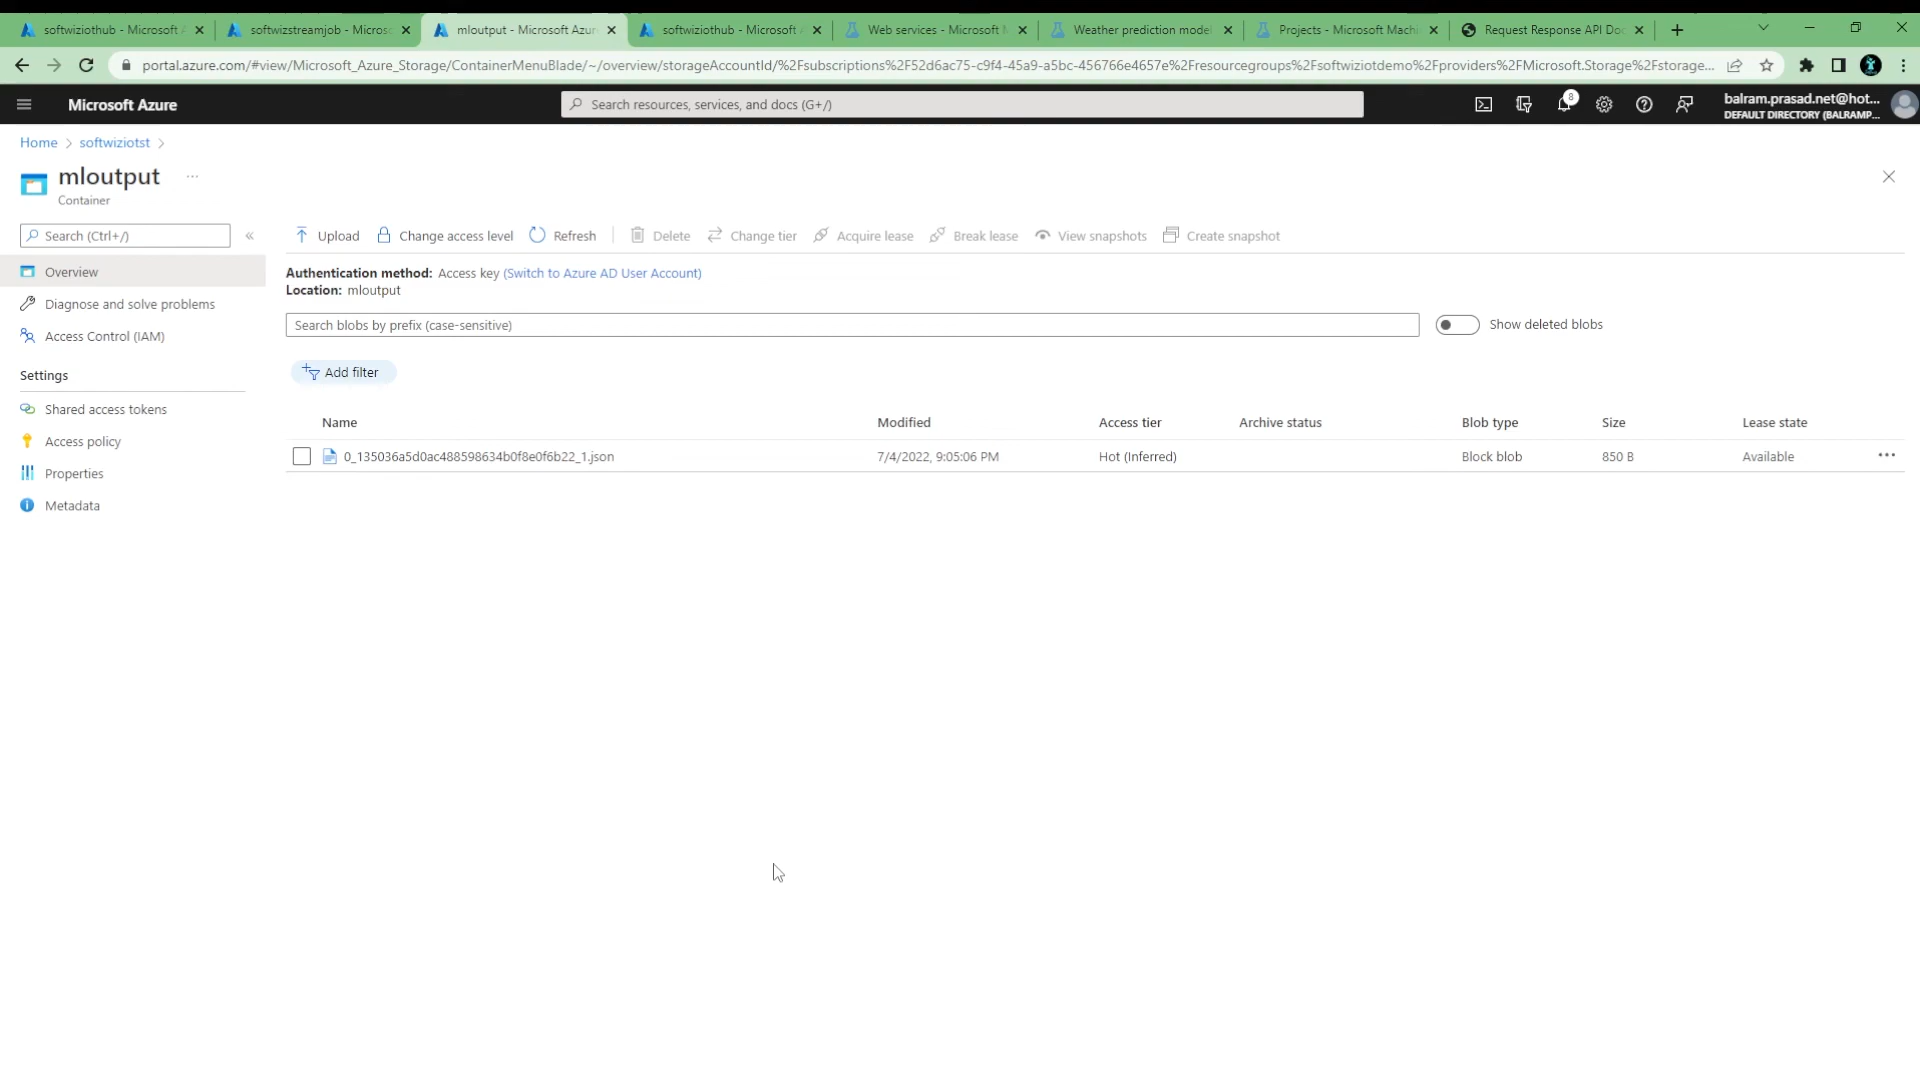 softwiziothub - Microsoft A
softwizstreamjob - Micros
mloutput - Microsoft Azur
softwiziothub - Microsoft A
Web services - Microsoft M
Weather prediction model
Projects - Microsoft Machi
Request Response API Doc
portal.azure.com/#view/Microsoft_Azure_Storage/ContainerMenuBlade/~/overview/storageAccountId/%2Fsubscriptions%2F52d6ac75-c9f4-45a9-a5bc-456766e4657e%2Fresourcegroups%2Fsoftwiziotdemo%2Fproviders%2FMicrosoft.Storage%2Fstorage...
Microsoft Azure
Search resources, services, and docs (G+/)
8
balram.prasad.net@hot...
DEFAULT DIRECTORY (BALRAMP...
Home > softwiziotst >
mloutput ...
Container
Search (Ctrl+/)
Upload
Change access level
Refresh
Delete
Change tier
Acquire lease
Break lease
View snapshots
Create snapshot
Overview
Diagnose and solve problems
Access Control (IAM)
Settings
Shared access tokens
Access policy
Properties
Metadata
Authentication method: Access key (Switch to Azure AD User Account)
Location: mloutput
Search blobs by prefix (case-sensitive)
Show deleted blobs
Add filter
Name Modified Access tier Archive status Blob type Size Lease state
0_135036a5d0ac488598634b0f8e0f6b22_1.json 7/4/2022, 9:05:06 PM Hot (Inferred) Block blob 850 B Available ...